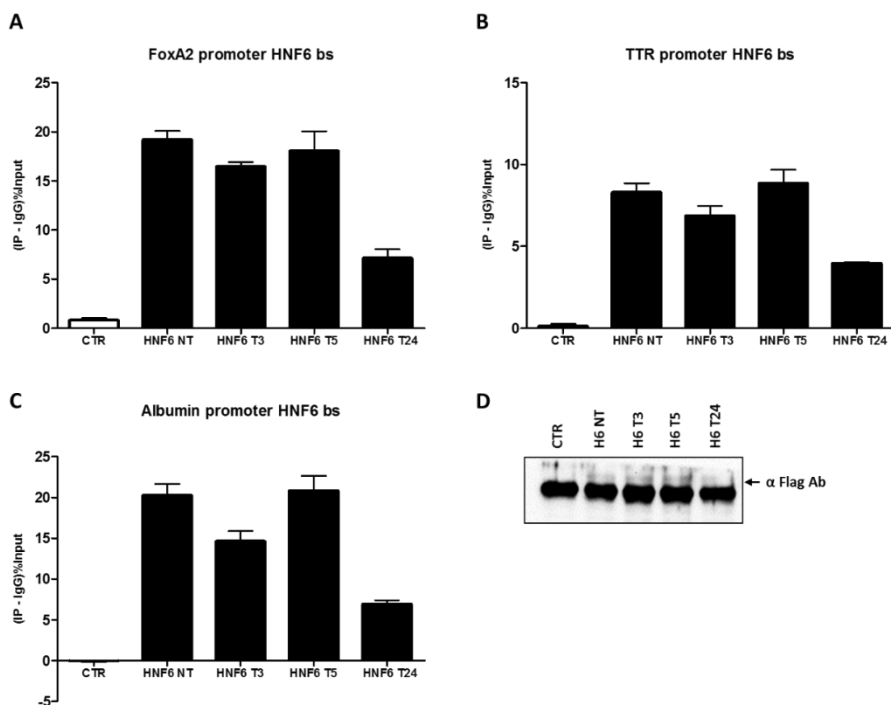 A
FoxA2 promoter HNF6 bs
(IP - IgG)%Input
25
20
15
10
5
0
CTR
HNF6 NT
HNF6 T3
HNF6 T5
HNF6 T24
B
TTR promoter HNF6 bs
(IP - IgG)%Input
15
10
5
0
CTR
HNF6 NT
HNF6 T3
HNF6 T5
HNF6 T24
C
Albumin promoter HNF6 bs
(IP - IgG)%Input
25
20
15
10
5
0
-5
CTR
HNF6 NT
HNF6 T3
HNF6 T5
HNF6 T24
D
CTR
H6 NT
H6 T3
H6 T5
H6 T24
α Flag Ab